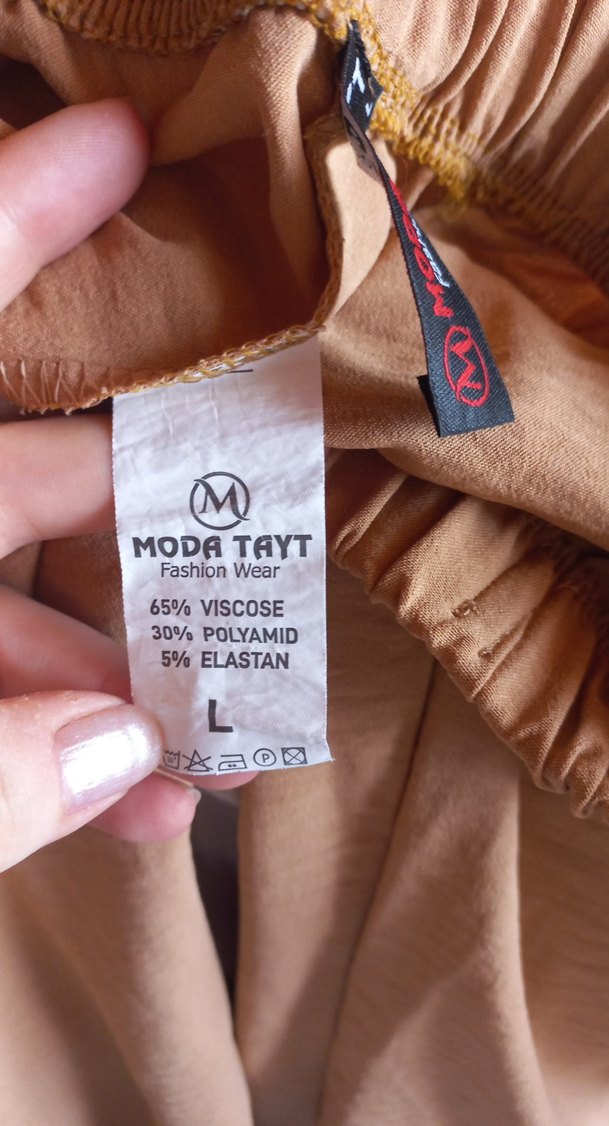 M
MODA TAYT
Fashion Wear
65% VISCOSE
30% POLYAMID
5% ELASTAN
L
P
M